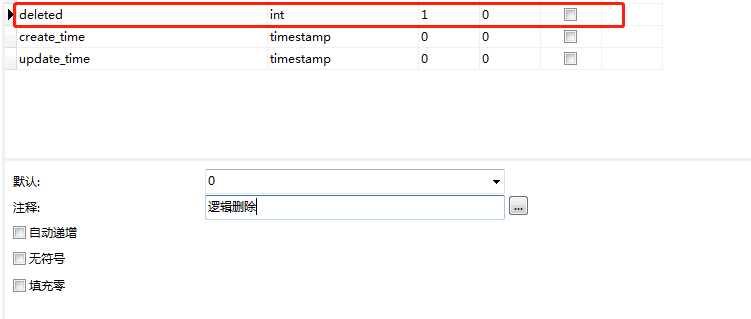 deleted int 1 0
create_time timestamp 0 0
update_time timestamp 0 0
默认: 0
注释: 逻辑删除 ...
自动递增
无符号
填充零